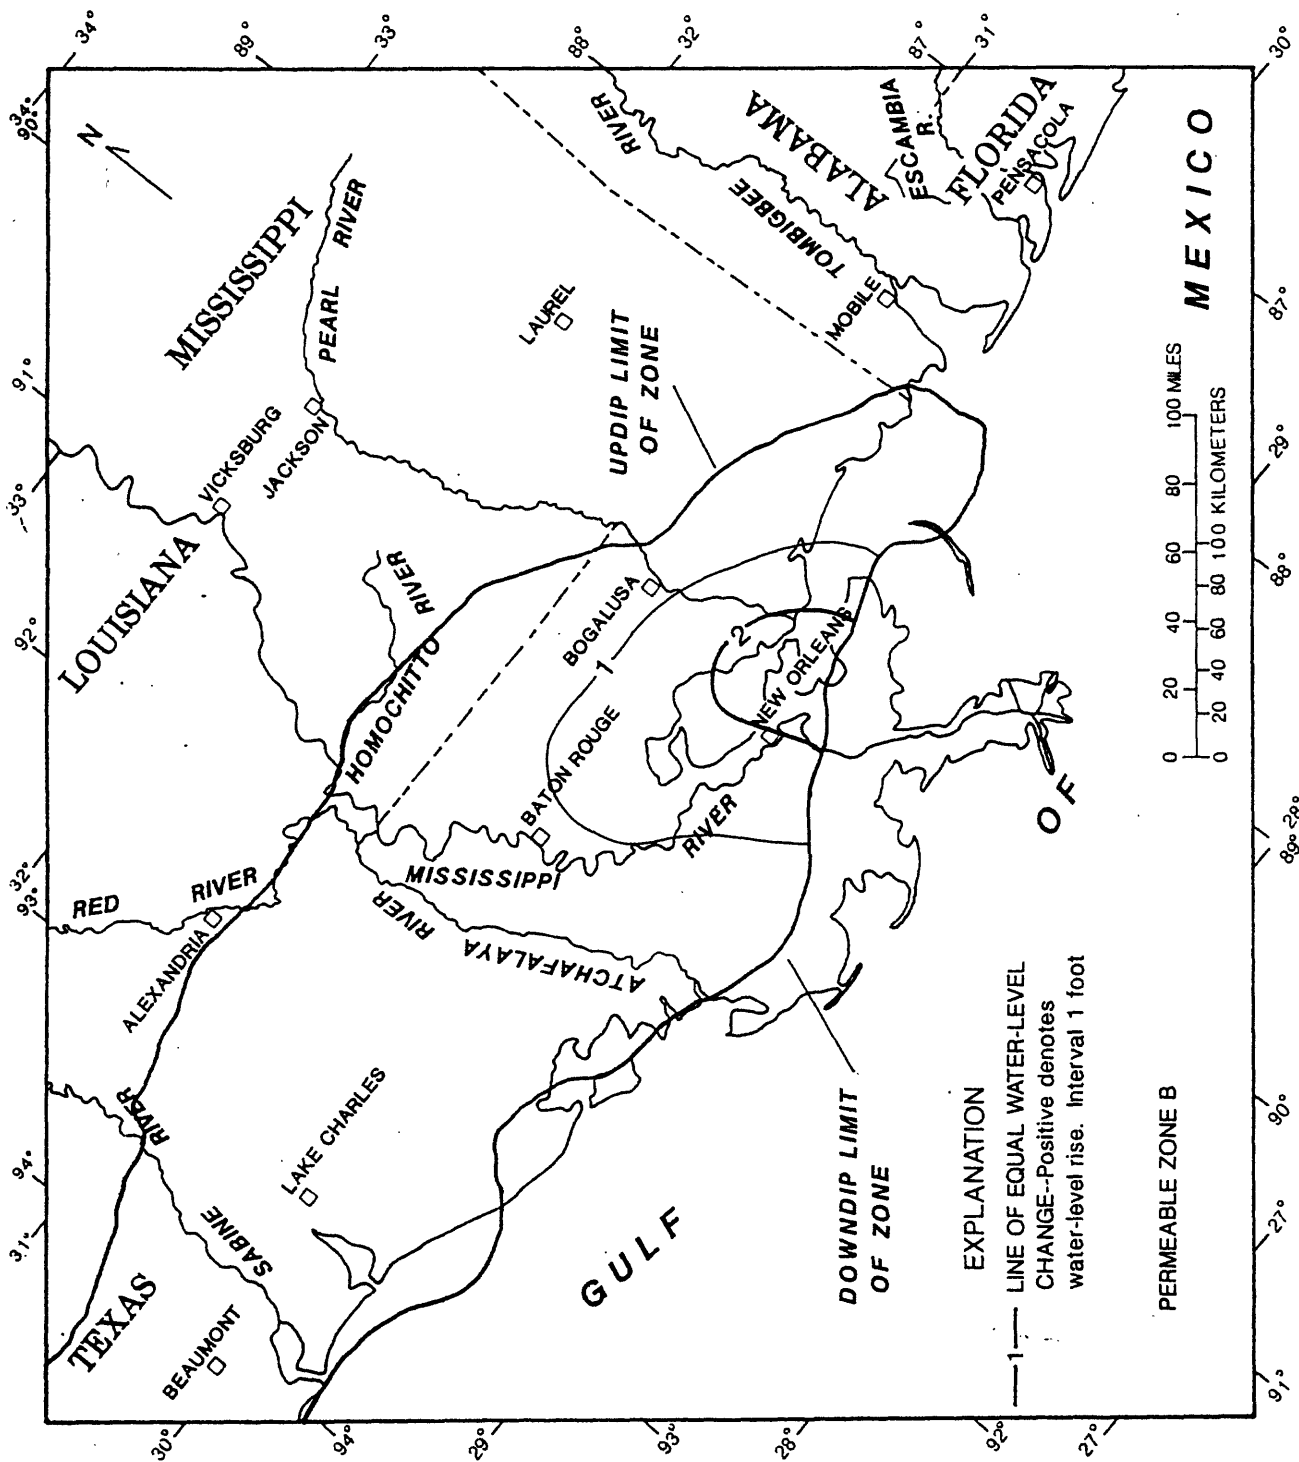 34°
89°
33°
88°
32°
87°
31°
30°
34°
90°
91°
33°
92°
32°
93°
94°
31°
30°
94°
29°
93°
28°
92°
27°
91°
27°
90°
28°
89°
88°
29°
87°
N
MISSISSIPPI
LOUISIANA
TEXAS
ALABAMA
FLORIDA
PEARL RIVER
TOMBIGBEE RIVER
ESCAMBIA R.
HOMOCHITTO RIVER
RED RIVER
MISSISSIPPI RIVER
ATCHAFALAYA RIVER
SABINE RIVER
VICKSBURG
JACKSON
LAUREL
MOBILE
PENSACOLA
BOGALUSA
NEW ORLEANS
BATON ROUGE
ALEXANDRIA
LAKE CHARLES
BEAUMONT
1
2
UPDIP LIMIT
OF ZONE
DOWNDIP LIMIT
OF ZONE
GULF OF MEXICO
0 20 40 60 80 100 MILES
0 20 40 60 80 100 KILOMETERS
EXPLANATION
—1— LINE OF EQUAL WATER-LEVEL
CHANGE--Positive denotes
water-level rise. Interval 1 foot
PERMEABLE ZONE B